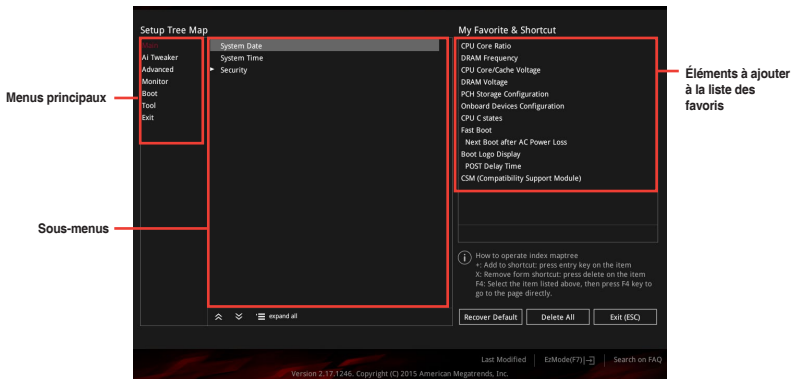 Setup Tree Map
Main
Ai Tweaker
Advanced
Monitor
Boot
Tool
Exit
System Date
System Time
Security
expand all
My Favorite & Shortcut
CPU Core Ratio
DRAM Frequency
CPU Core/Cache Voltage
DRAM Voltage
PCH Storage Configuration
Onboard Devices Configuration
CPU C states
Fast Boot
Next Boot after AC Power Loss
Boot Logo Display
POST Delay Time
CSM (Compatibility Support Module)
How to operate index maptree
+: Add to shortcut: press entry key on the item
X: Remove form shortcut: press delete on the item
F4: Select the item listed above, then press F4 key to
go to the page directly.
Recover Default
Delete All
Exit (ESC)
Last Modified
EzMode(F7)
Search on FAQ
Version 2.17.1246. Copyright (C) 2015 American Megatrends, Inc.
Menus principaux
Sous-menus
Éléments à ajouter
à la liste des
favoris